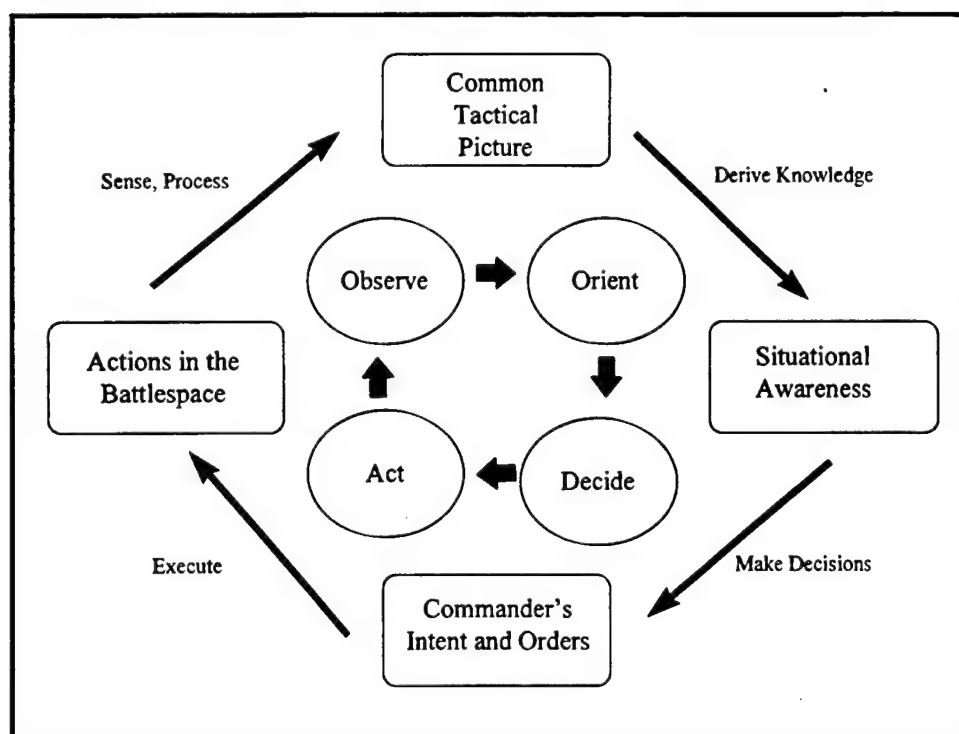 Common
Tactical
Picture
Sense, Process
Derive Knowledge
Observe
Orient
Actions in the
Battlespace
Situational
Awareness
Act
Decide
Execute
Make Decisions
Commander's
Intent and Orders